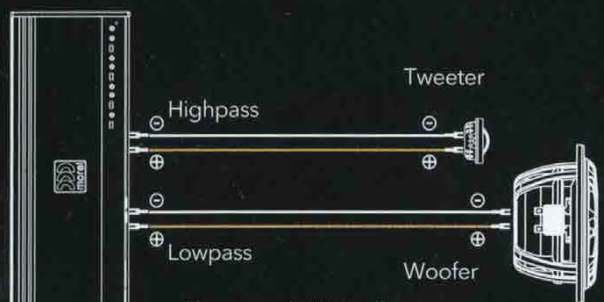 Tweeter
Highpass
⊖ ⊖
⊕ ⊕
morel
⊖ ⊖
⊕ ⊕
Lowpass
Woofer